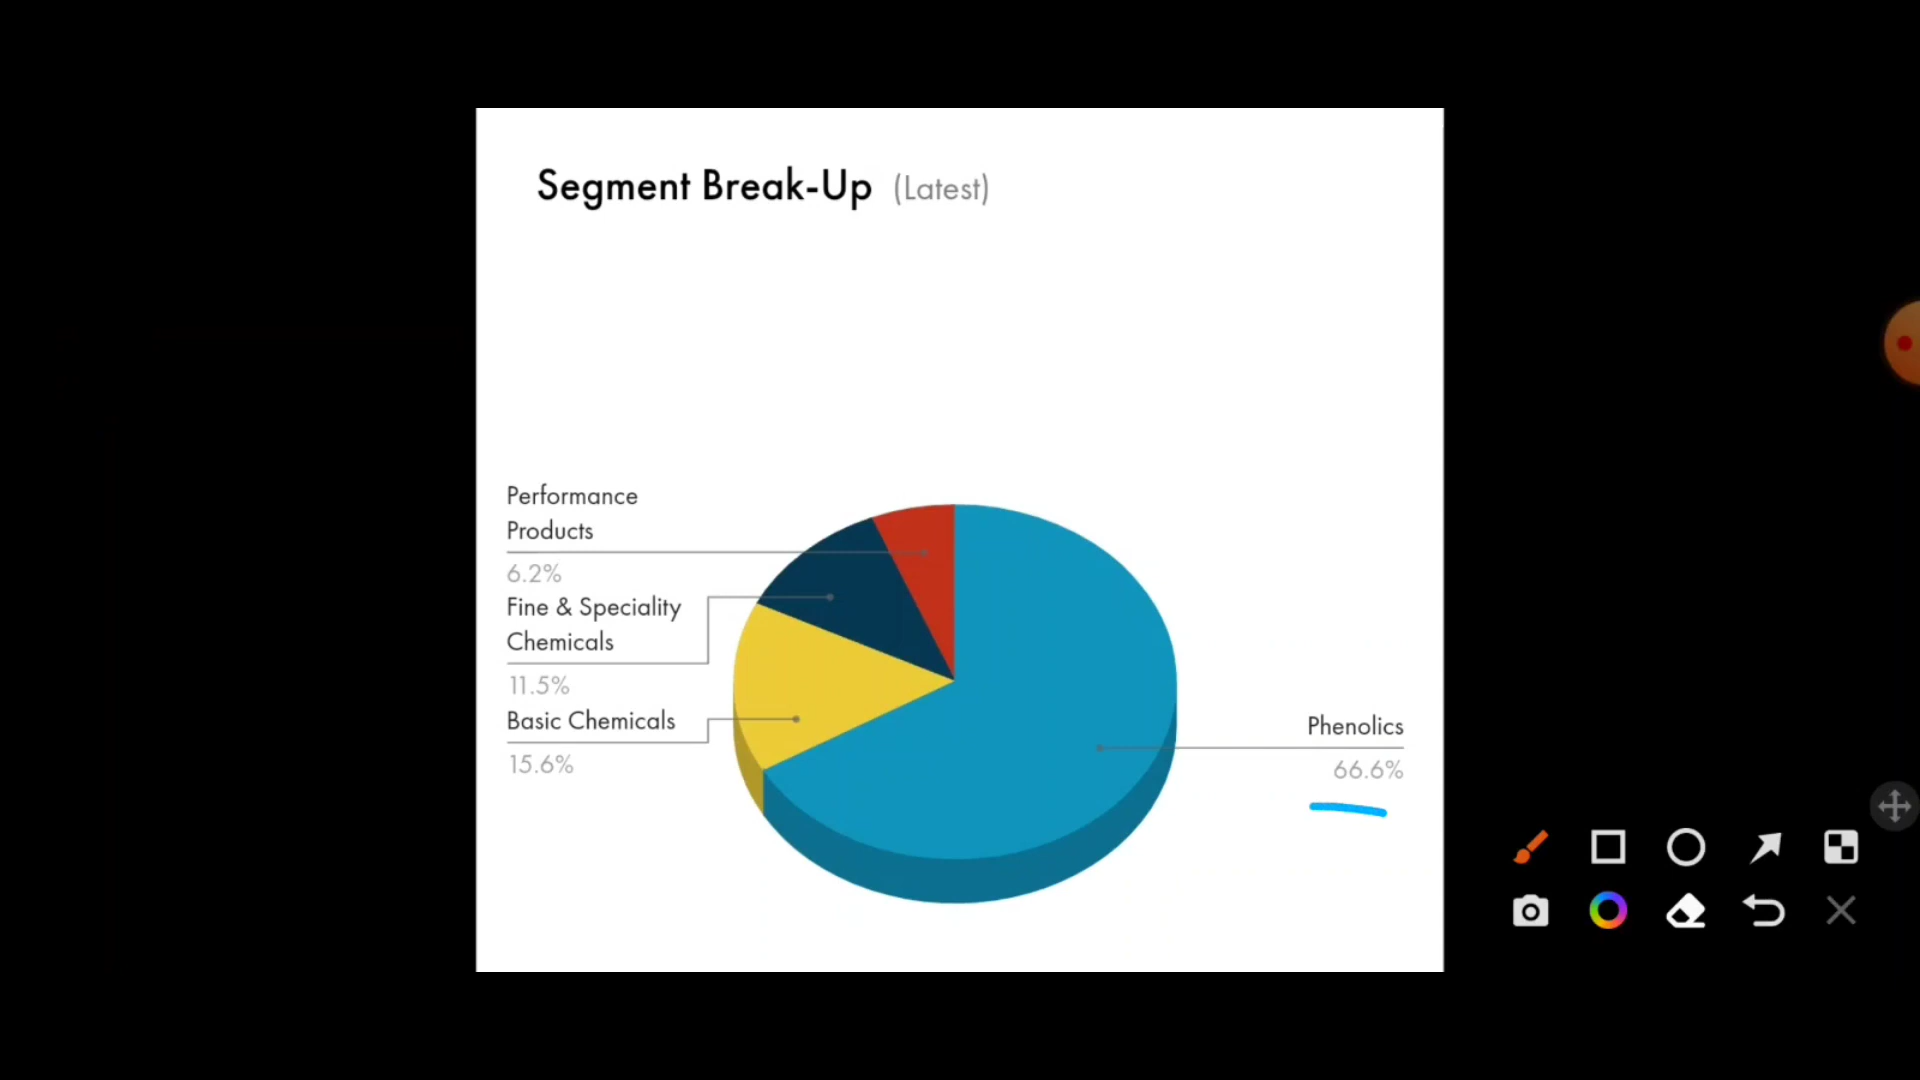 Segment Break-Up (Latest)
Performance
Products
6.2%
Fine & Speciality
Chemicals
11.5%
Basic Chemicals
15.6%
Phenolics
66.6%